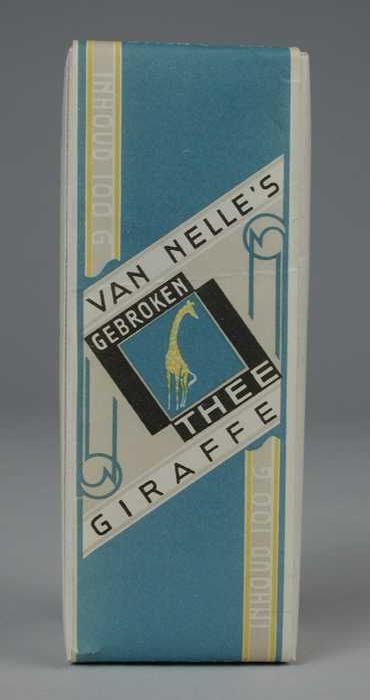 INHOUD 100 G
VAN NELLE'S
GEBROKEN
THEE
GIRAFFE
INHOUD 100 G